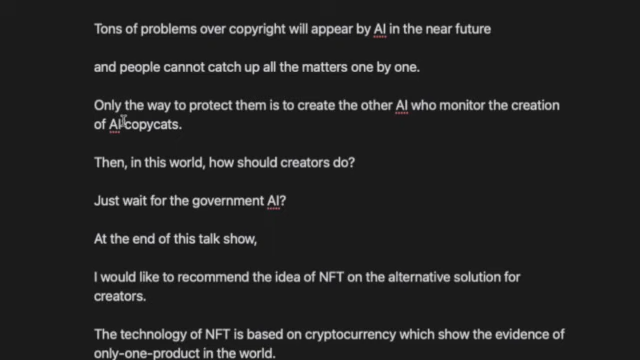 Tons of problems over copyright will appear by AI in the near future
and people cannot catch up all the matters one by one.
Only the way to protect them is to create the other AI who monitor the creation
of AI copycats.
Then, in this world, how should creators do?
Just wait for the government AI?
At the end of this talk show,
I would like to recommend the idea of NFT on the alternative solution for
creators.
The technology of NFT is based on cryptocurrency which show the evidence of
only-one-product in the world.